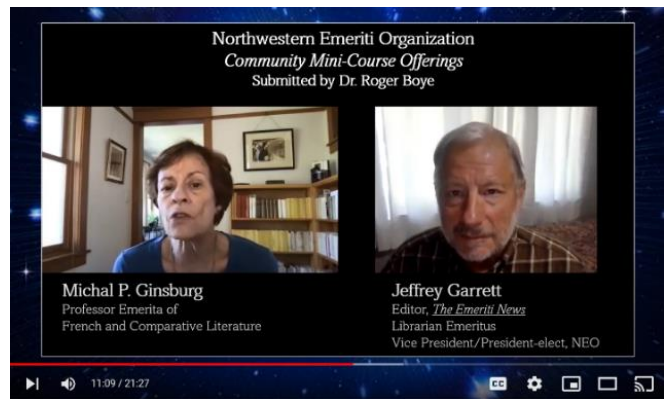 Northwestern Emeriti Organization
Community Mini-Course Offerings
Submitted by Dr. Roger Boye
Michal P. Ginsburg
Professor Emerita of
French and Comparative Literature
Jeffrey Garrett
Editor, The Emeriti News
Librarian Emeritus
Vice President/President-elect, NEO
11:09 / 21:27
CC